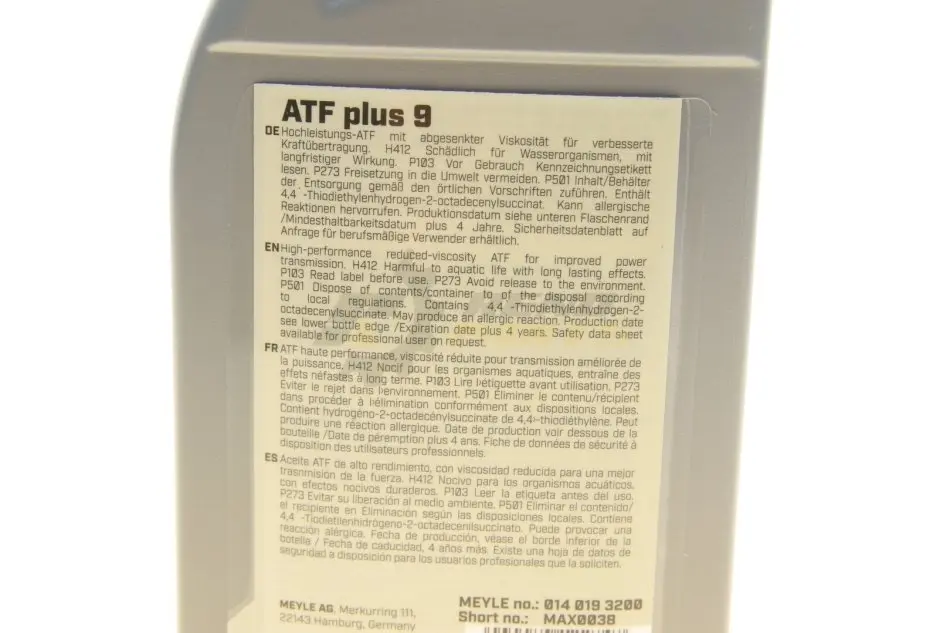 ATF plus 9
DE Hochleistungs-ATF mit abgesenkter Viskosität für verbesserte
Kraftübertragung. H412 Schädlich für Wasserorganismen, mit
langfristiger Wirkung. P103 Vor Gebrauch Kennzeichnungsetikett
lesen. P273 Freisetzung in die Umwelt vermeiden. P501 Inhalt/Behälter
der Entsorgung gemäß den örtlichen Vorschriften zuführen. Enthält
4,4´-Thiodiethylenhydrogen-2-octadecenylsuccinat. Kann allergische
Reaktionen hervorrufen. Produktionsdatum siehe unteren Flaschenrand
/Mindesthaltbarkeitsdatum plus 4 Jahre. Sicherheitsdatenblatt auf
Anfrage für berufsmäßige Verwender erhältlich.
EN High-performance reduced-viscosity ATF for improved power
transmission. H412 Harmful to aquatic life with long lasting effects.
P103 Read label before use. P273 Avoid release to the environment.
P501 Dispose of contents/container to of the disposal according
to local reguiations. Contains 4,4´-Thiodiethylenhydrogen-2-
octadecenylsuccinate. May produce an allergic reaction. Production date
see lower bottle edge /Expiration date plus 4 years. Safety data sheet
available for professional user on request.
FR ATF haute performance, viscosité réduite pour transmission améliorée de
la puissance. H412 Nocif pour les organismes aquatiques, entraîne des
effets néfastes à long terme. P103 Lire l›étiquette avant utilisation. P273
Éviter le rejet dans l›environnement. P501 Éliminer le contenu/récipient
dans procéder à l›élimination conformément aux dispositions locales.
Contient hydrogéno-2-octadecénylsuccinate de 4,4›-thiodiéthylène. Peut
produire une réaction allergique. Date de production voir dessous de la
bouteille /Date de péremption plus 4 ans. Fiche de données de sécurité à
disposition des utilisateurs professionnels.
ES Aceite ATF de alto rendimiento, con viscosidad reducida para una mejor
trasnmisión de la fuerza. H412 Nocivo para los organismos acuáticos,
con efectos nocivos duraderos. P103 Leer la etiqueta antes del uso.
P273 Evitar su liberación al medio ambiente. P501 Eliminar el contenido/
el recipiente en Eliminación según las disposiciones locales. Contiene
4,4´-Tiodietilenhidrógeno-2-octadecenilsuccinato. Puede provocar una
reacción alérgica. Fecha de producción, véase el borde inferior de la
botella / Fecha de caducidad, 4 años más. Existe una hoja de datos de
seguridad a disposición para los usuarios profesionales que la soliciten.
MEYLE AG, Merkurring 111,
22143 Hamburg, Germany
MEYLE no.: 014 019 3200
Short no.: MAX0038